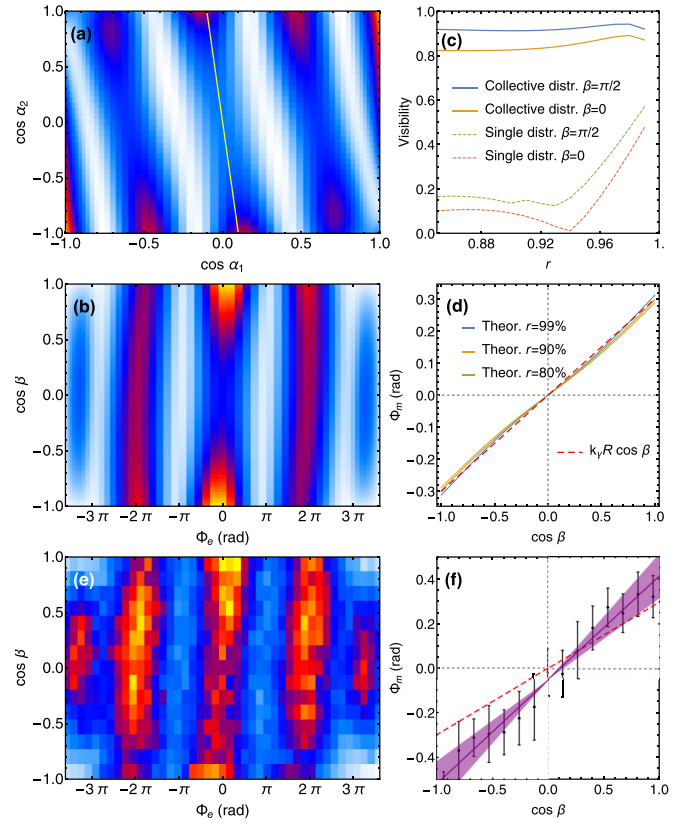 (a)
cos α2
1.0
0.5
0.0
−0.5
−1.0
−1.0 −0.5 0.0 0.5 1.0
cos α1
(c)
Visibility
1.0
0.8
0.6
0.4
0.2
0.0
Collective distr. β=π/2
Collective distr. β=0
Single distr. β=π/2
Single distr. β=0
0.88 0.92 0.96 1.
r
(b)
cos β
1.0
0.5
0.0
−0.5
−1.0
−3 π −2 π −π 0 π 2 π 3 π
Φe (rad)
(d)
Φm (rad)
0.3
0.2
0.1
0.0
−0.1
−0.2
−0.3
Theor. r=99%
Theor. r=90%
Theor. r=80%
kγR cos β
−1.0 −0.5 0.0 0.5 1.0
cos β
(e)
cos β
1.0
0.5
0.0
−0.5
−1.0
−3 π −2 π −π 0 π 2 π 3 π
Φe (rad)
(f)
Φm (rad)
0.4
0.2
0.0
−0.2
−0.4
−1.0 −0.5 0.0 0.5 1.0
cos β